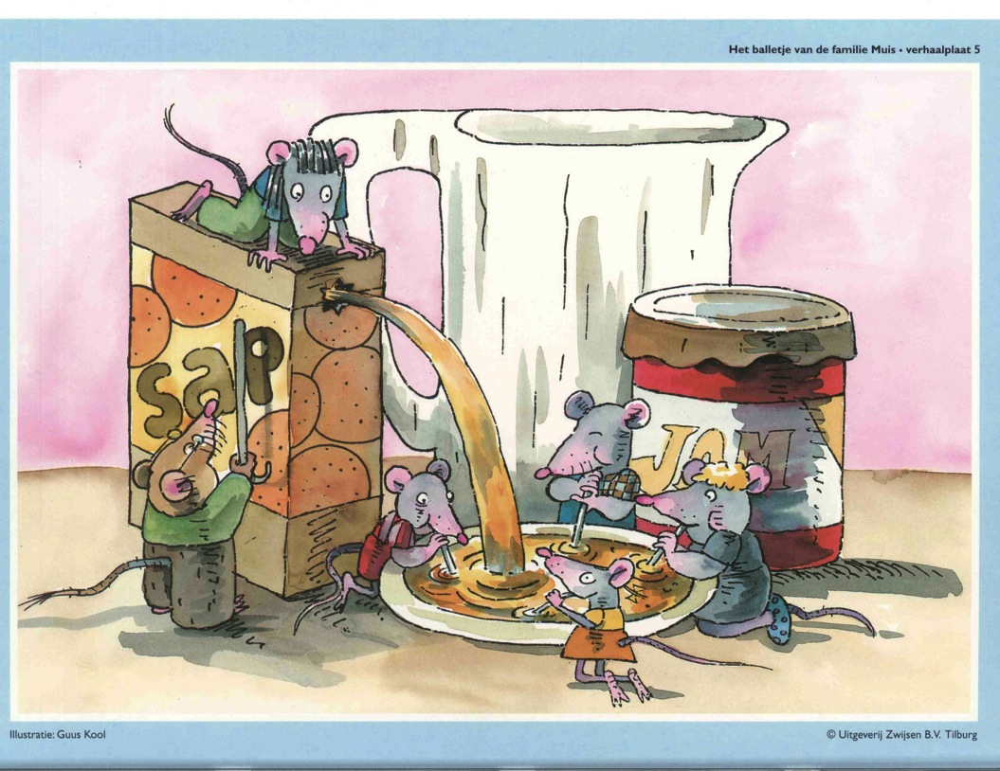 Het balletje van de familie Muis • verhaalplaat 5
sap
JAM
Illustratie: Guus Kool
© Uitgeverij Zwijsen B.V. Tilburg